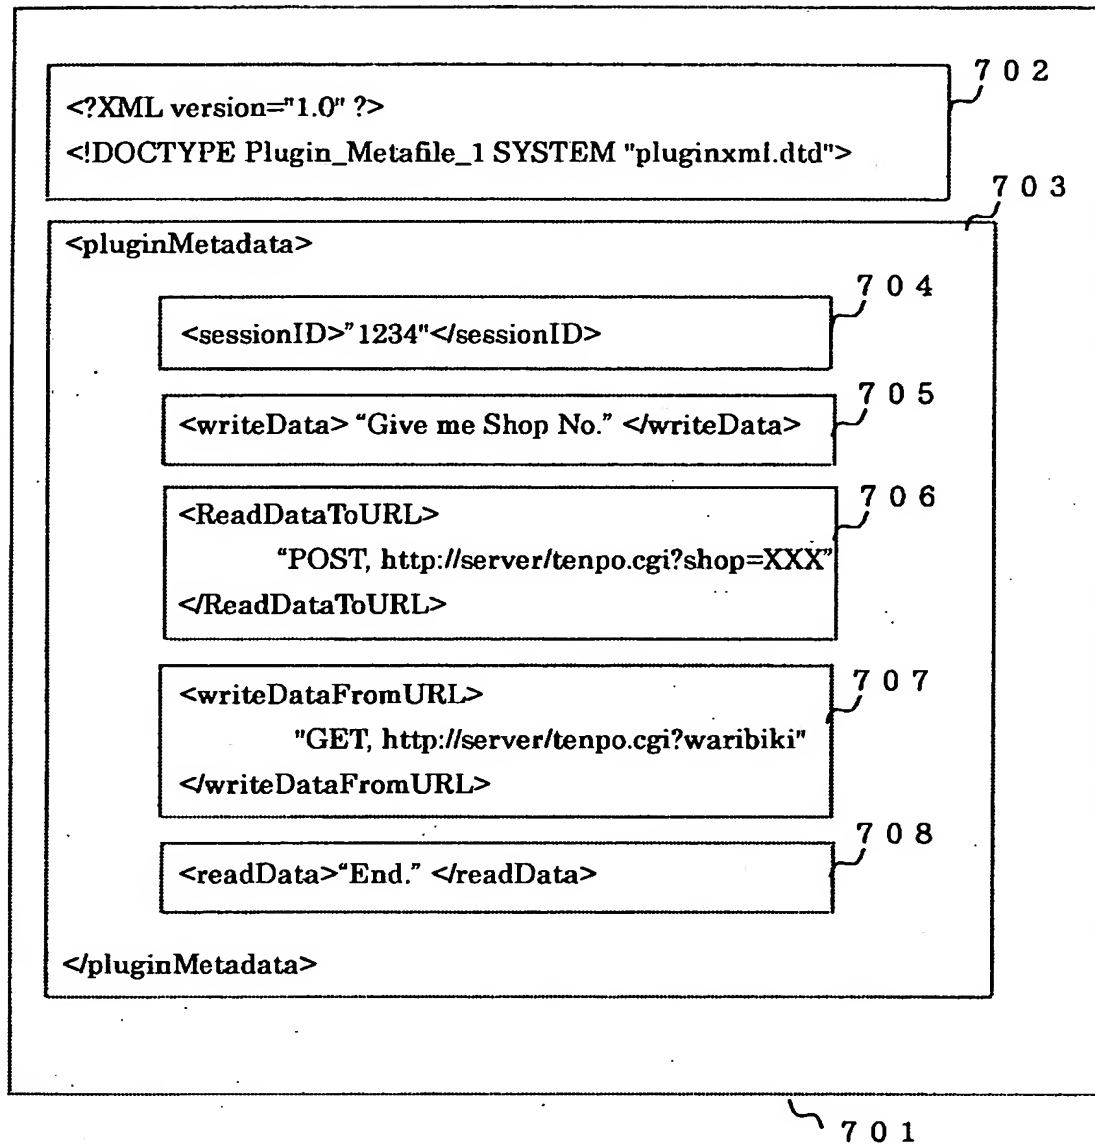 702
<?XML version="1.0" ?>
<!DOCTYPE Plugin_Metafile_1 SYSTEM "pluginxml.dtd">
703
<pluginMetadata>
704
<sessionID>"1234"</sessionID>
705
<writeData> "Give me Shop No." </writeData>
706
<ReadDataToURL>
"POST, http://server/tenpo.cgi?shop=XXX"
</ReadDataToURL>
707
<writeDataFromURL>
"GET, http://server/tenpo.cgi?waribiki"
</writeDataFromURL>
708
<readData>"End." </readData>
</pluginMetadata>
701